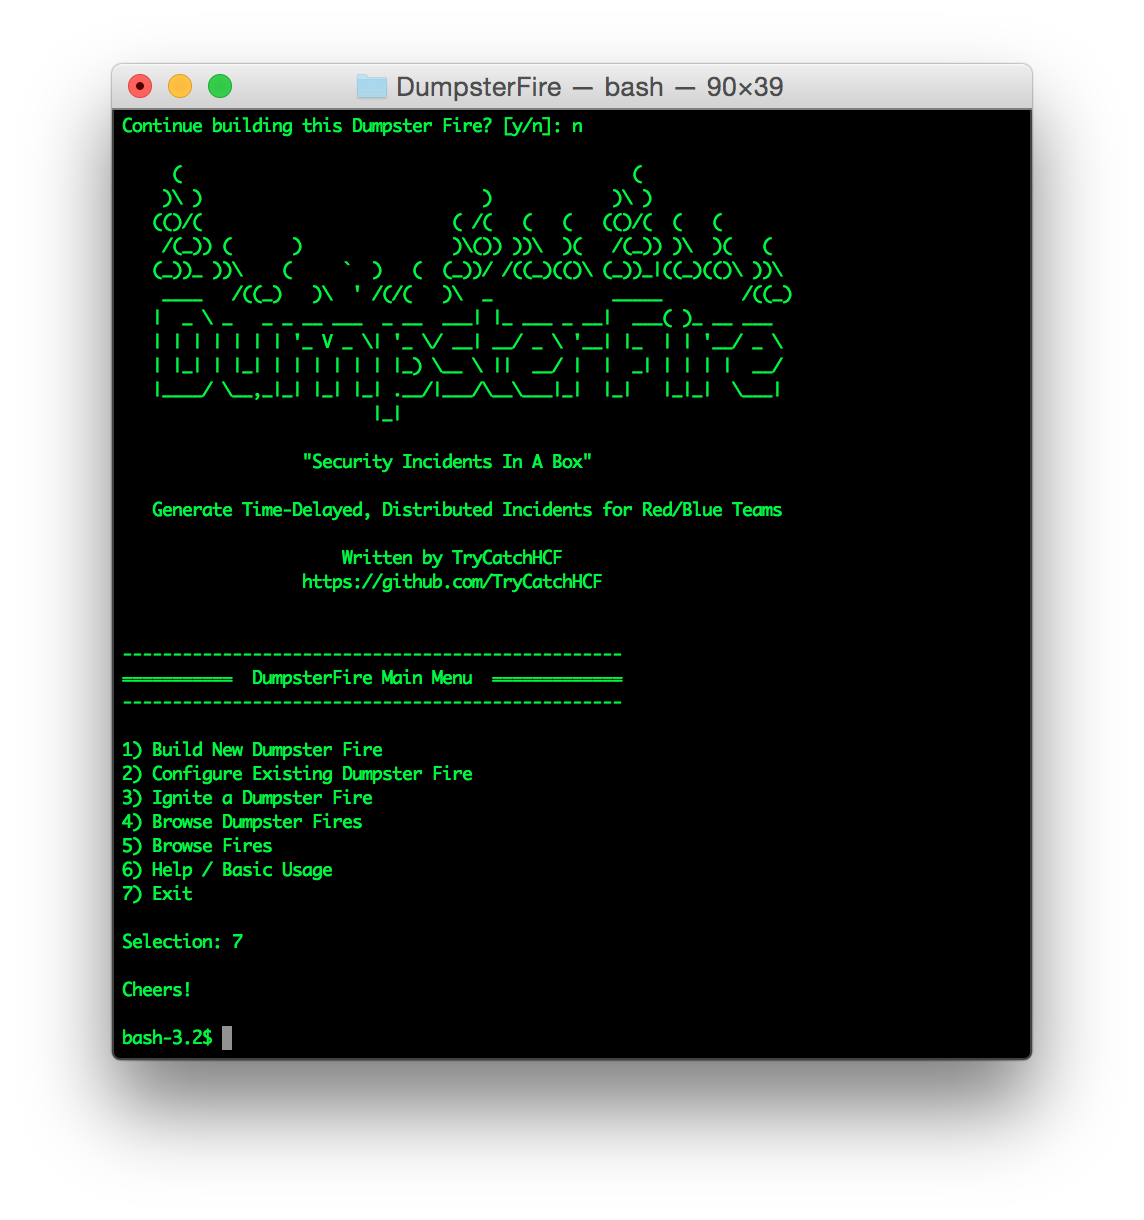 DumpsterFire — bash — 90×39
Continue building this Dumpster Fire? [y/n]: n
DumpsterFire
"Security Incidents In A Box"
Generate Time-Delayed, Distributed Incidents for Red/Blue Teams
Written by TryCatchHCF
https://github.com/TryCatchHCF
--------------------------------------------------
===========  DumpsterFire Main Menu  =============
--------------------------------------------------
1) Build New Dumpster Fire
2) Configure Existing Dumpster Fire
3) Ignite a Dumpster Fire
4) Browse Dumpster Fires
5) Browse Fires
6) Help / Basic Usage
7) Exit
Selection: 7
Cheers!
bash-3.2$